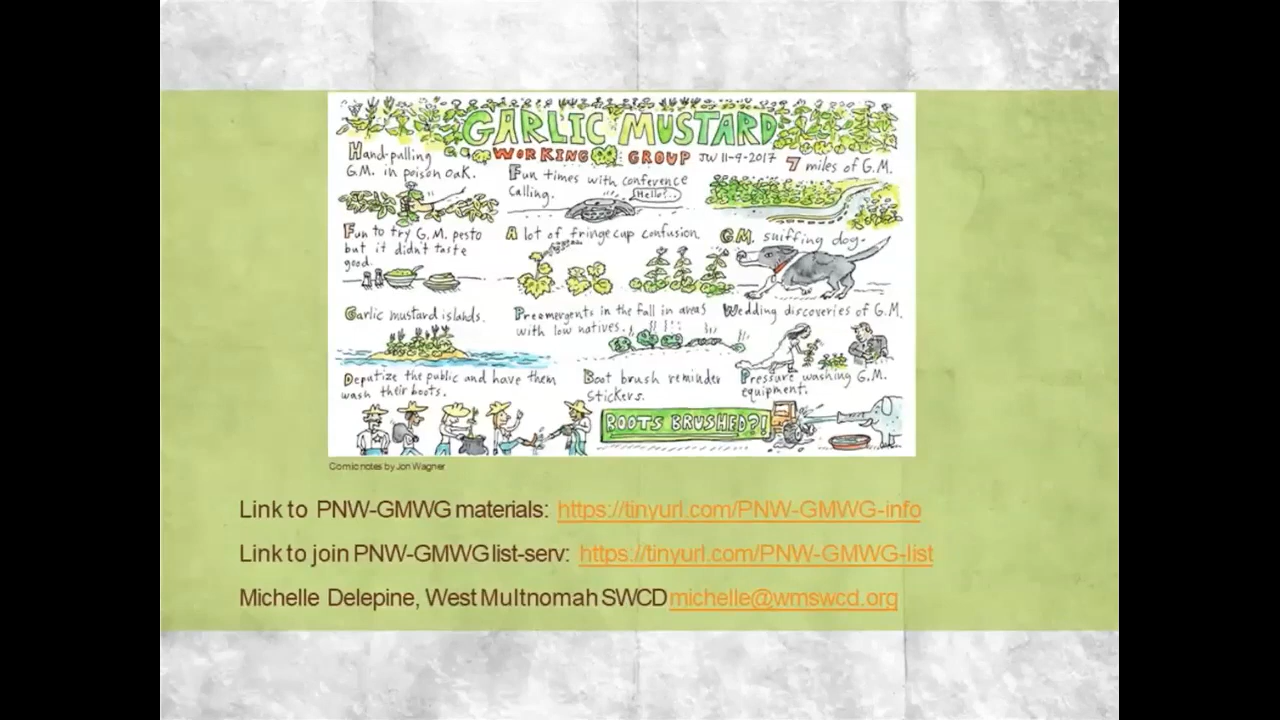 GARLIC MUSTARD
WORKING GROUP JW 11-9-2017
Hand-pulling
G.M. in poison oak.
Fun times with conference
calling.
Hello?...
7 miles of G.M.
Fun to try G.M. pesto
but it didn't taste
good.
A lot of fringecup confusion
G.M. sniffing dog.
Garlic mustard islands.
Preemergents in the fall in areas
with low natives.
Wedding discoveries of G.M.
Deputize the public and have them
wash their boots.
Boot brush reminder
stickers.
BOOTS BRUSHED?!
Pressure washing G.M.
equipment.
Comic notes by Jon Wagner
Link to PNW-GMWG materials: https://tinyurl.com/PNW-GMWG-info
Link to join PNW-GMWG list-serv: https://tinyurl.com/PNW-GMWG-list
Michelle Delepine, West Multnomah SWCD michelle@wmswcd.org